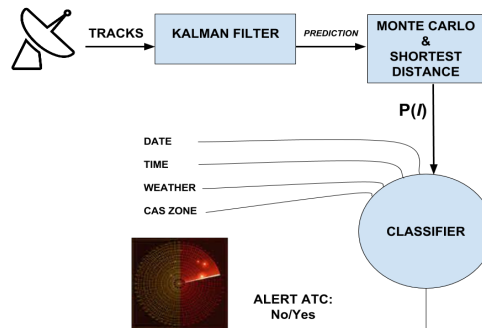 TRACKS
KALMAN FILTER
PREDICTION
MONTE CARLO
&
SHORTEST
DISTANCE
P(I)
DATE
TIME
WEATHER
CAS ZONE
CLASSIFIER
ALERT ATC:
No/Yes